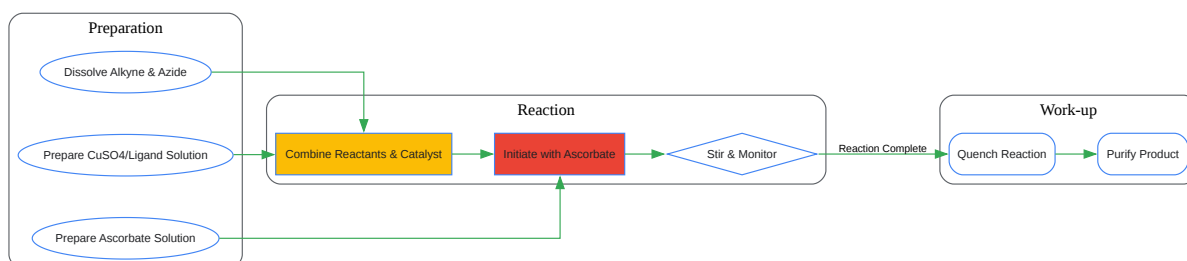 Preparation
Dissolve Alkyne & Azide
Prepare CuSO4/Ligand Solution
Prepare Ascorbate Solution
Reaction
Combine Reactants & Catalyst
Initiate with Ascorbate
Stir & Monitor
Reaction Complete
Work-up
Quench Reaction
Purify Product